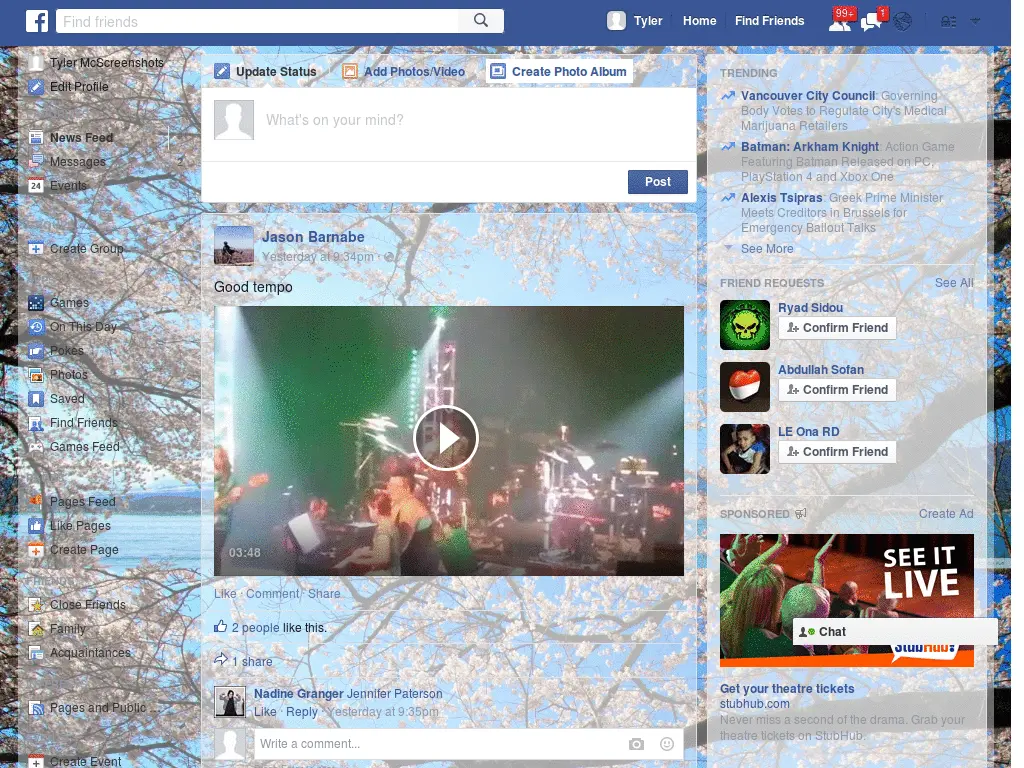 Find friends
Tyler
Home
Find Friends
99+
1
Tyler McScreenshots
Edit Profile
News Feed
Messages
2
24
Events
Create Group
Games
On This Day
Pokes
Photos
Saved
Find Friends
Games Feed
Pages Feed
Like Pages
Create Page
FRIENDS
Close Friends
Family
Acquaintances
Pages and Public ...
Create Event
Update Status
Add Photos/Video
Create Photo Album
What's on your mind?
Post
Jason Barnabe
Yesterday at 9:34pm ·
Good tempo
03:48
Like · Comment · Share
2 people like this.
1 share
Nadine Granger Jennifer Paterson
Like · Reply · Yesterday at 9:35pm
Write a comment...
TRENDING
Vancouver City Council: Governing
Body Votes to Regulate City's Medical
Marijuana Retailers
Batman: Arkham Knight: Action Game
Featuring Batman Released on PC,
PlayStation 4 and Xbox One
Alexis Tsipras: Greek Prime Minister
Meets Creditors in Brussels for
Emergency Bailout Talks
See More
FRIEND REQUESTS
See All
Ryad Sidou
Confirm Friend
Abdullah Sofan
Confirm Friend
LE Ona RD
Confirm Friend
SPONSORED
Create Ad
SEE IT
LIVE
Chat
StubHub!
Get your theatre tickets
stubhub.com
Never miss a second of the drama. Grab your
theatre tickets on StubHub.